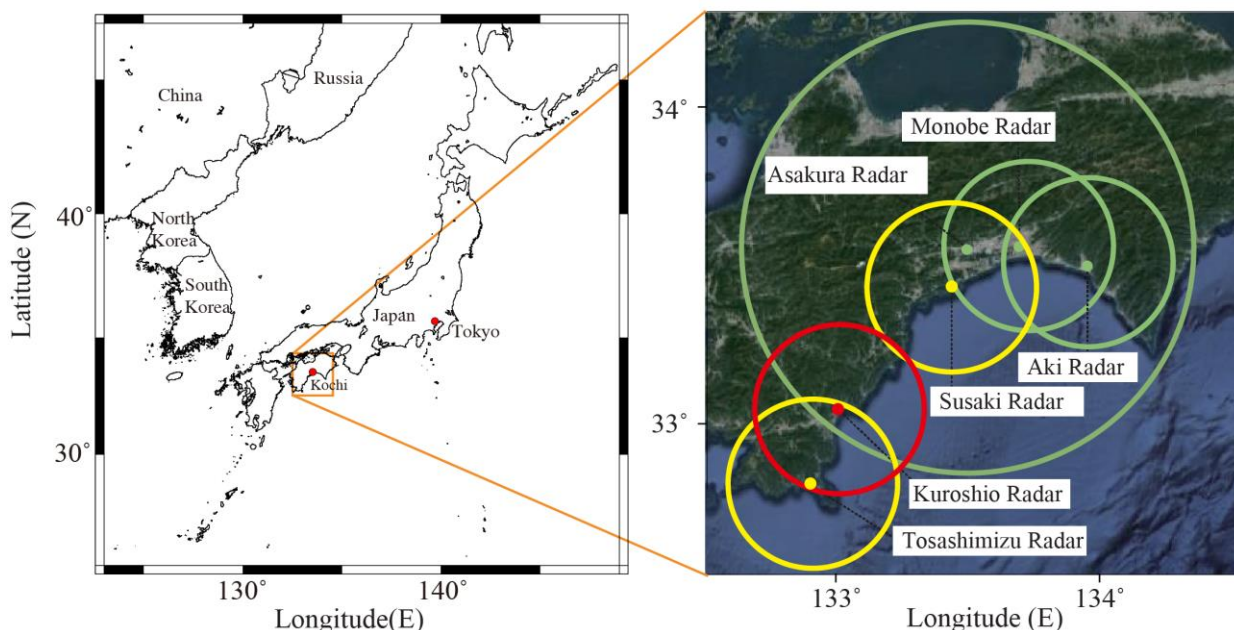 Russia
China
North
Korea
South
Korea
Japan
Tokyo
Kochi
40°
30°
130°
140°
Latitude (N)
Longitude(E)
34°
33°
Monobe Radar
Asakura Radar
Aki Radar
Susaki Radar
Kuroshio Radar
Tosashimizu Radar
133°
134°
Longitude (E)